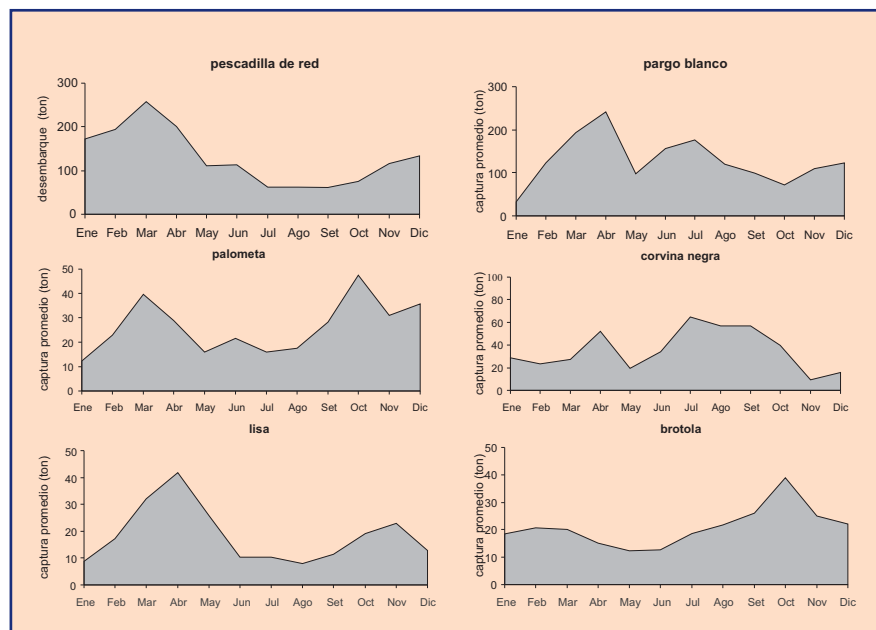 pescadilla de red
desembarque (ton)
300
200
100
0
Ene Feb Mar Abr May Jun Jul Ago Set Oct Nov Dic
pargo blanco
captura promedio (ton)
300
200
100
0
Ene Feb Mar Abr May Jun Jul Ago Set Oct Nov Dic
palometa
captura promedio (ton)
50
40
30
20
10
0
Ene Feb Mar Abr May Jun Jul Ago Set Oct Nov Dic
corvina negra
captura promedio (ton)
100
80
60
40
20
0
Ene Feb Mar Abr May Jun Jul Ago Set Oct Nov Dic
lisa
captura promedio (ton)
50
40
30
20
10
0
Ene Feb Mar Abr May Jun Jul Ago Set Oct Nov Dic
brotola
captura promedio (ton)
50
40
30
20
10
0
Ene Feb Mar Abr May Jun Jul Ago Set Oct Nov Dic